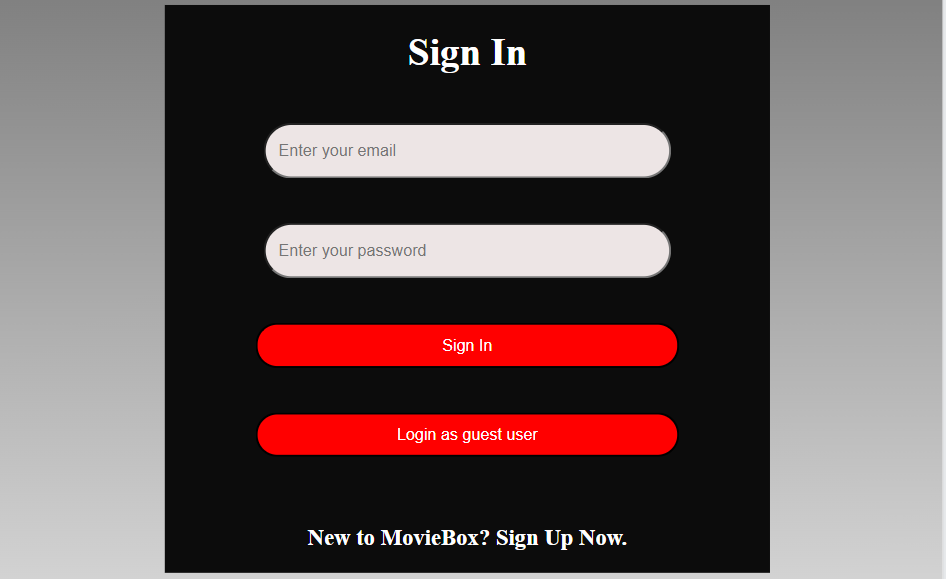 Sign In
Enter your email
Enter your password
Sign In
Login as guest user
New to MovieBox? Sign Up Now.